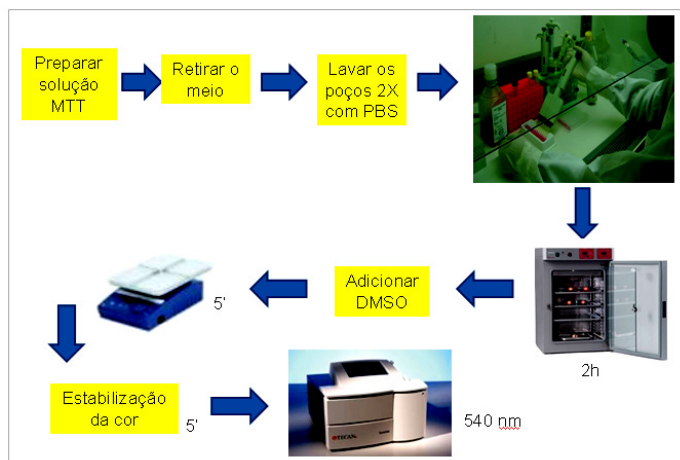 Preparar
solução
MTT
Retirar o
meio
Lavar os
poços 2X
com PBS
Adicionar
DMSO
5'
2h
Estabilização
da cor
5'
TECAN
540 nm